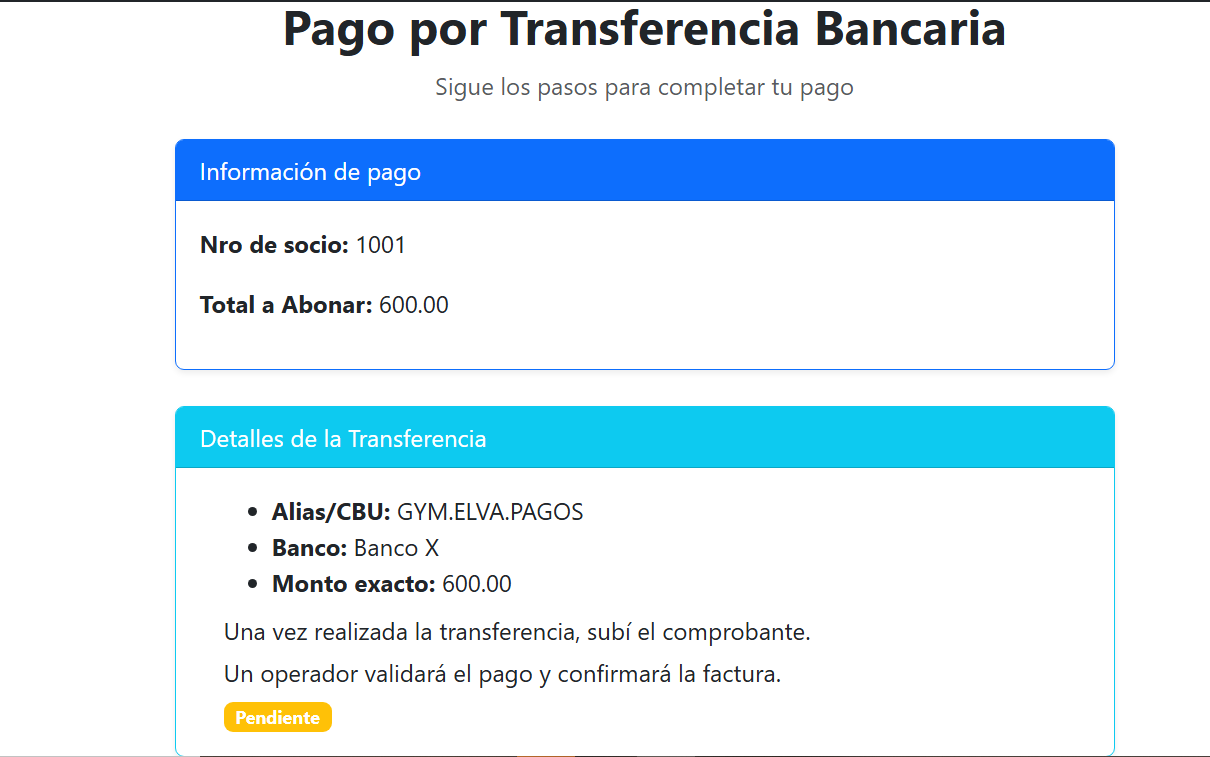 Pago por Transferencia Bancaria
Sigue los pasos para completar tu pago
Información de pago
Nro de socio: 1001
Total a Abonar: 600.00
Detalles de la Transferencia
Alias/CBU: GYM.ELVA.PAGOS
Banco: Banco X
Monto exacto: 600.00
Una vez realizada la transferencia, subí el comprobante.
Un operador validará el pago y confirmará la factura.
Pendiente